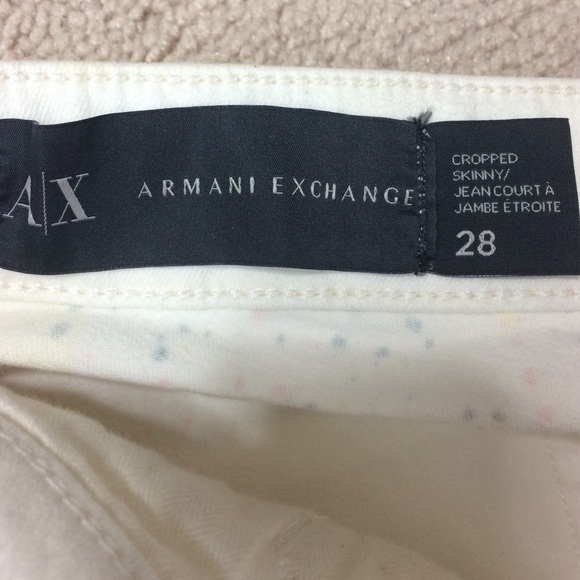 A|X ARMANI EXCHANGE
CROPPED
SKINNY/
JEAN COURT À
JAMBE ÉTROITE
28